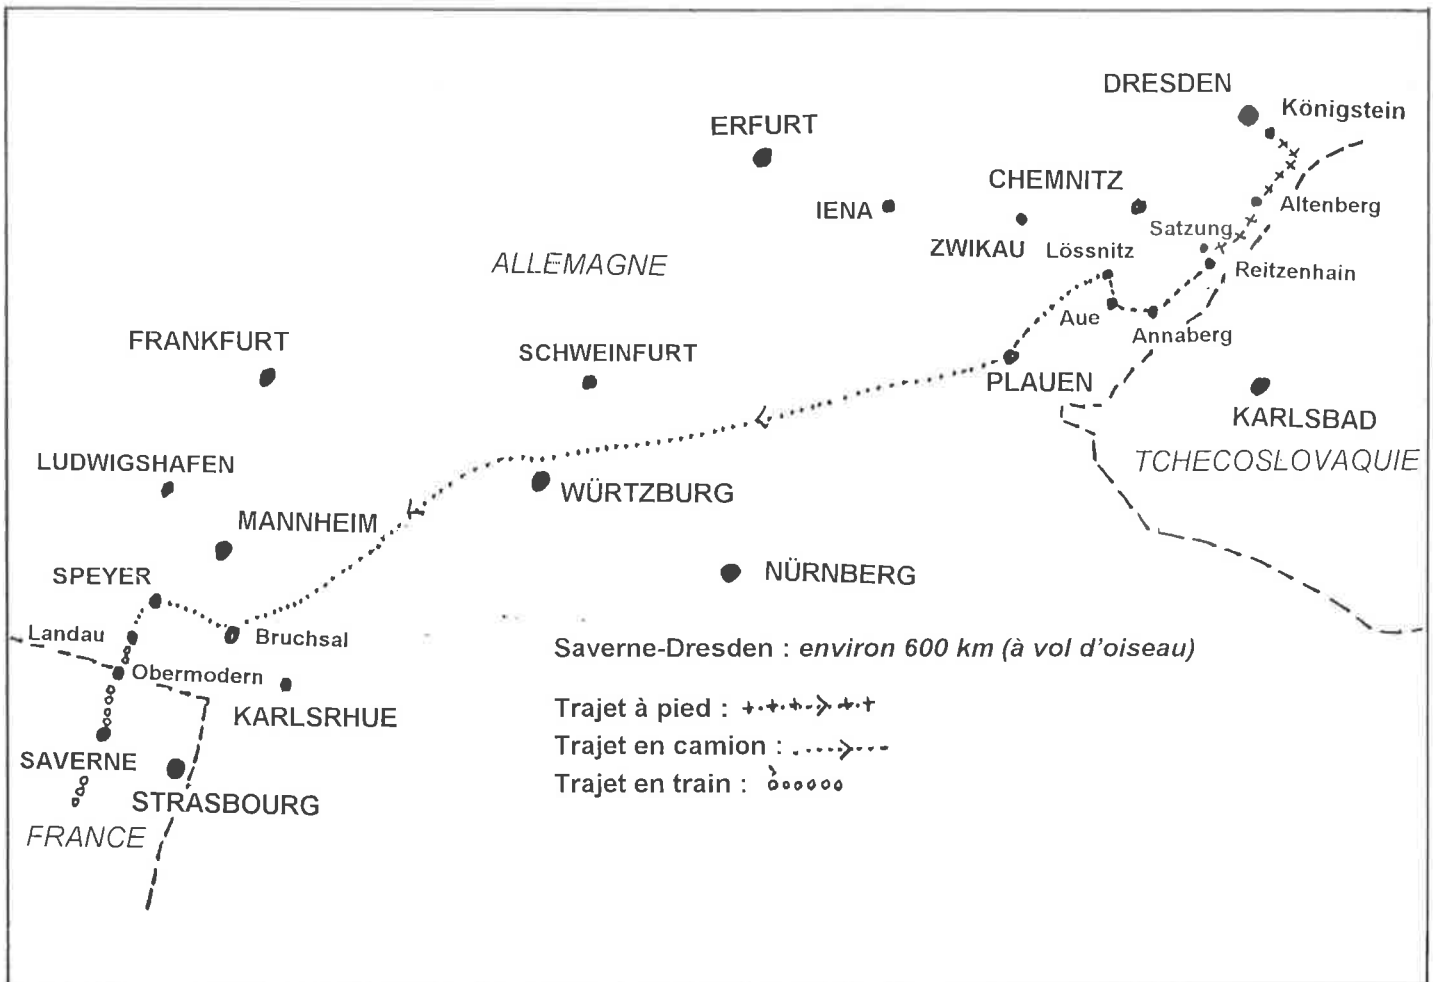 DRESDEN
Königstein
ERFURT
CHEMNITZ
IENA
Altenberg
Satzung
ZWIKAU
Lössnitz
ALLEMAGNE
Reitzenhain
Aue
Annaberg
FRANKFURT
SCHWEINFURT
PLAUEN
KARLSBAD
TCHECOSLOVAQUIE
LUDWIGSHAFEN
WÜRTZBURG
MANNHEIM
SPEYER
NÜRNBERG
Landau
Bruchsal
Saverne-Dresden : environ 600 km (à vol d'oiseau)
Obermodern
KARLSRHUE
Trajet à pied :
Trajet en camion :
SAVERNE
Trajet en train :
STRASBOURG
FRANCE